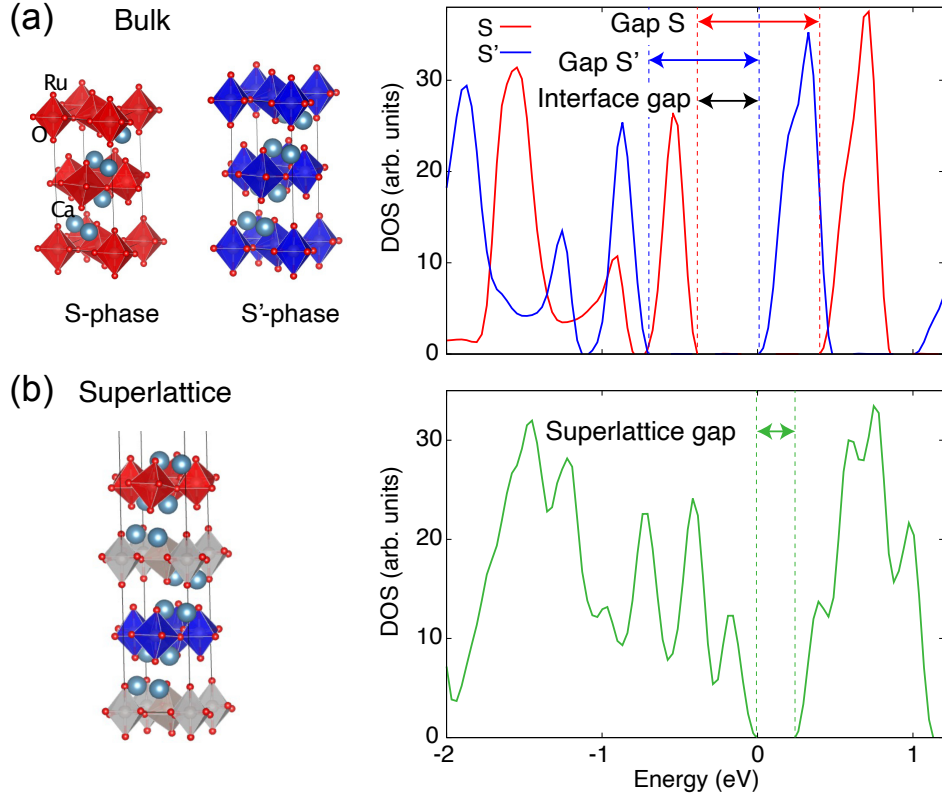 (a) Bulk
Ru
O
Ca
S-phase
S'-phase
S
S'
Gap S
Gap S'
Interface gap
DOS (arb. units)
30
20
10
0
(b) Superlattice
Superlattice gap
DOS (arb. units)
30
20
10
0
-2
-1
0
1
Energy (eV)